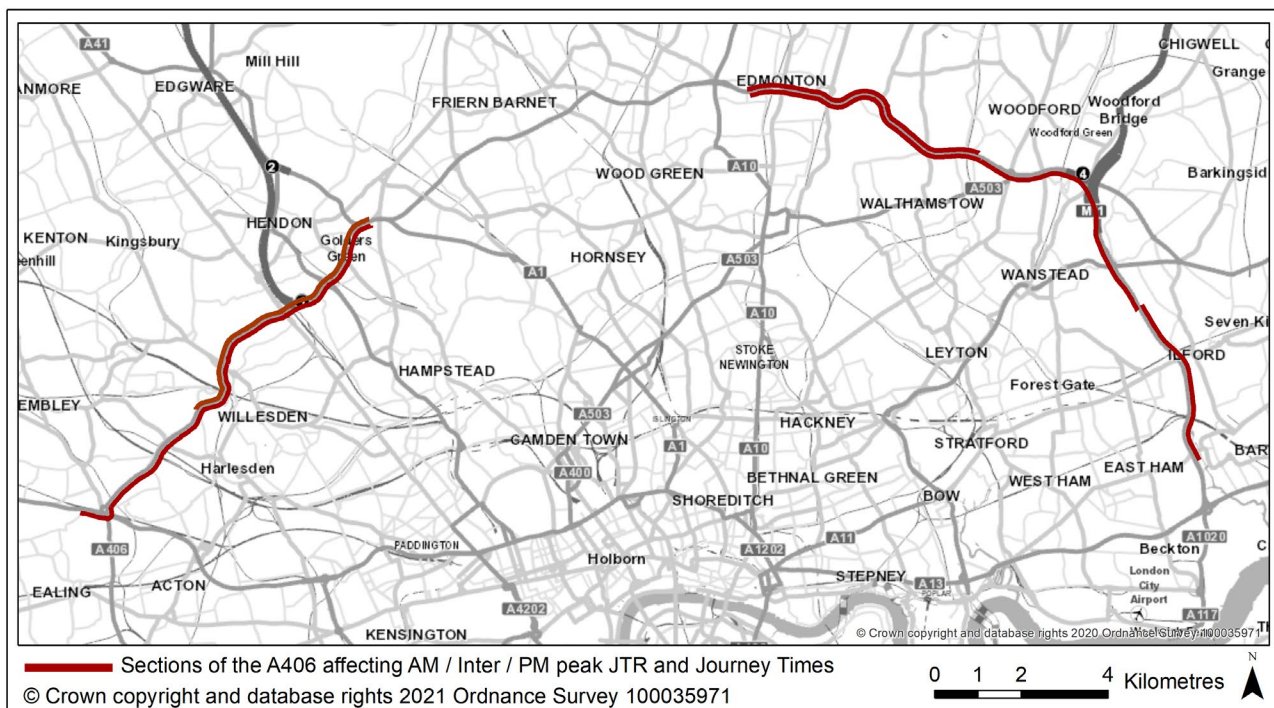 A41
Mill Hill
EDGWARE
ANMORE
EDMONTON
CHIGWELL
Grange
FRIERN BARNET
WOODFORD
Woodford
Bridge
Woodford Green
2
A10
WOOD GREEN
4
Barkingsid
A503
WALTHAMSTOW
HENDON
KENTON
Kingsbury
Green
eenhill
A1
HORNSEY
A503
WANSTEAD
A10
Seven Ki
STOKE
NEWINGTON
LEYTON
ILFORD
HAMPSTEAD
Forest Gate
EMBLEY
WILLESDEN
A503
ISLINGTON
HACKNEY
CAMDEN TOWN
A1
A10
STRATFORD
Harlesden
A400
BETHNAL GREEN
EAST HAM
BAR
WEST HAM
SHOREDITCH
BOW
A406
PADDINGTON
Holborn
A1202
A11
A1020
Beckton
EALING
ACTON
STEPNEY
A13
POPLAR
London
City
Airport
A4202
A117
KENSINGTON
© Crown copyright and database rights 2020 Ordnance Survey 100035971
Sections of the A406 affecting AM / Inter / PM peak JTR and Journey Times
© Crown copyright and database rights 2021 Ordnance Survey 100035971
0 1 2 4 Kilometres
N